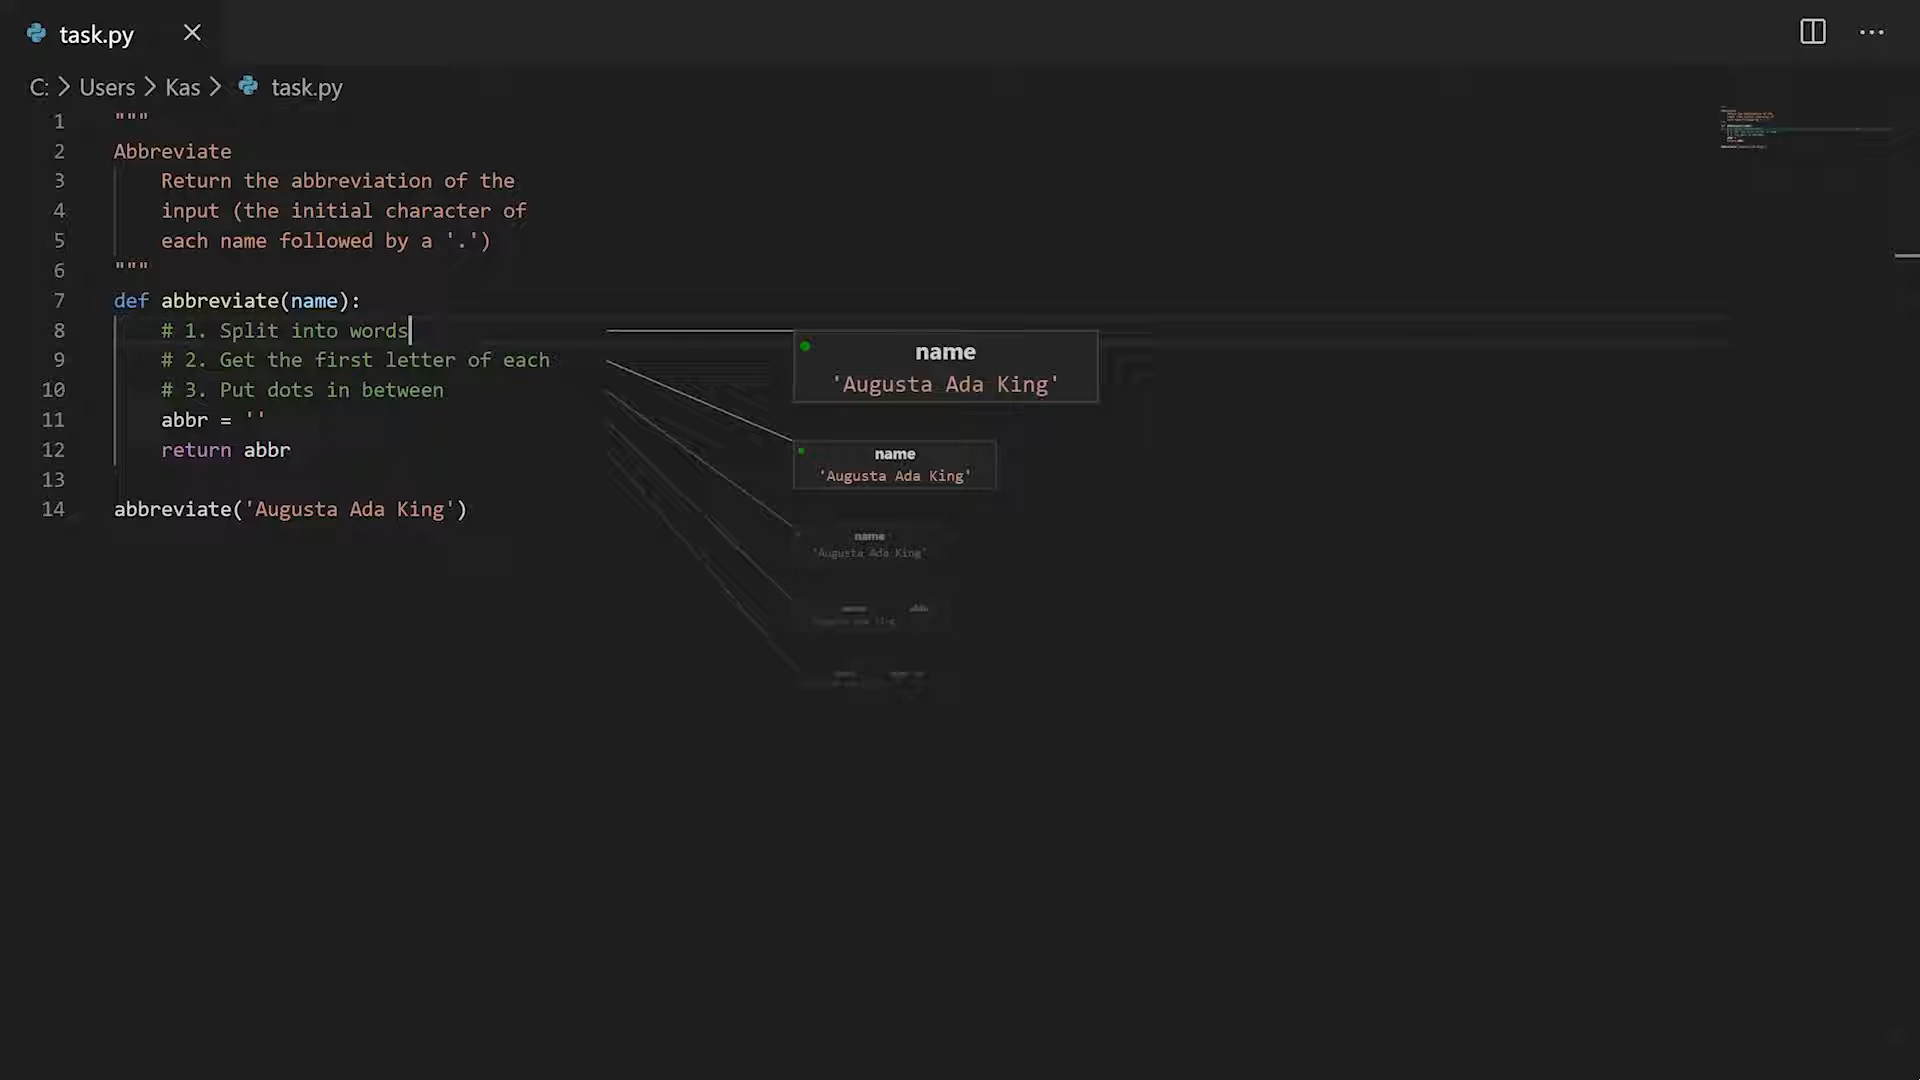 task.py
C: > Users > Kas > task.py
1 """
2 Abbreviate
3 Return the abbreviation of the
4 input (the initial character of
5 each name followed by a '.')
6 """
7 def abbreviate(name):
8 # 1. Split into words
9 # 2. Get the first letter of each
10 # 3. Put dots in between
11 abbr = ''
12 return abbr
13
14 abbreviate('Augusta Ada King')
name
'Augusta Ada King'
name
'Augusta Ada King'
name
'Augusta Ada King'